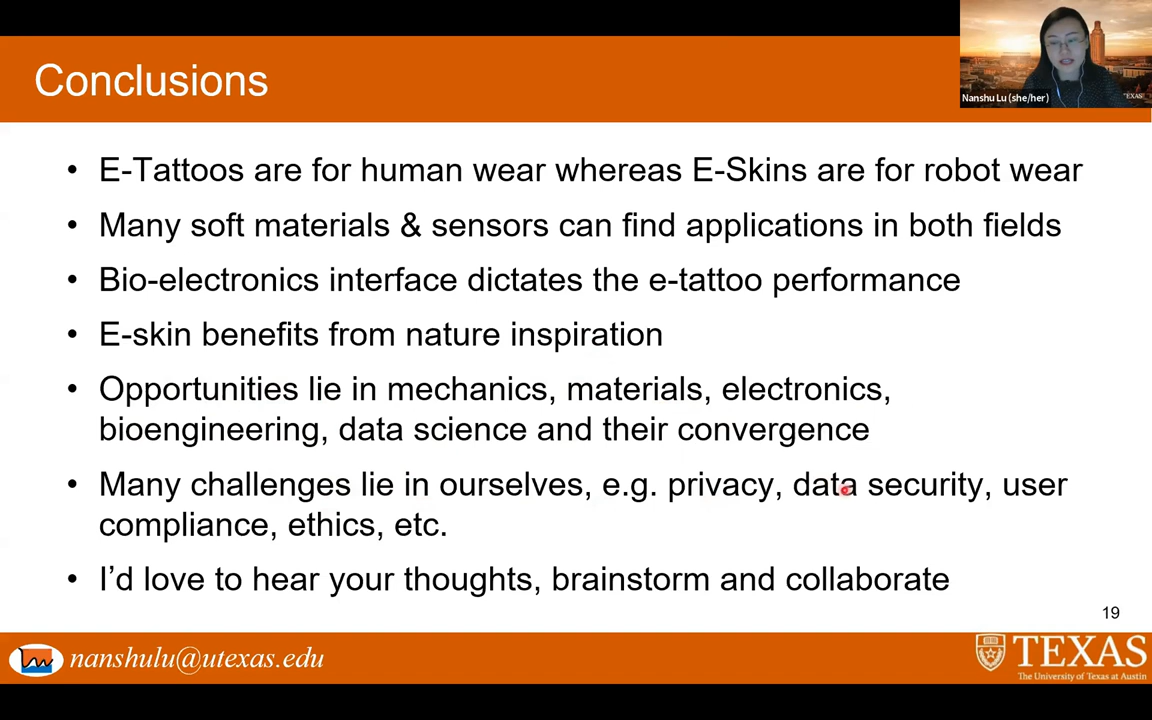 Conclusions
Nanshu Lu (she/her)
TEXAS
• E-Tattoos are for human wear whereas E-Skins are for robot wear
• Many soft materials & sensors can find applications in both fields
• Bio-electronics interface dictates the e-tattoo performance
• E-skin benefits from nature inspiration
• Opportunities lie in mechanics, materials, electronics,
bioengineering, data science and their convergence
• Many challenges lie in ourselves, e.g. privacy, data security, user
compliance, ethics, etc.
• I’d love to hear your thoughts, brainstorm and collaborate
19
nanshulu@utexas.edu
TEXAS
The University of Texas at Austin